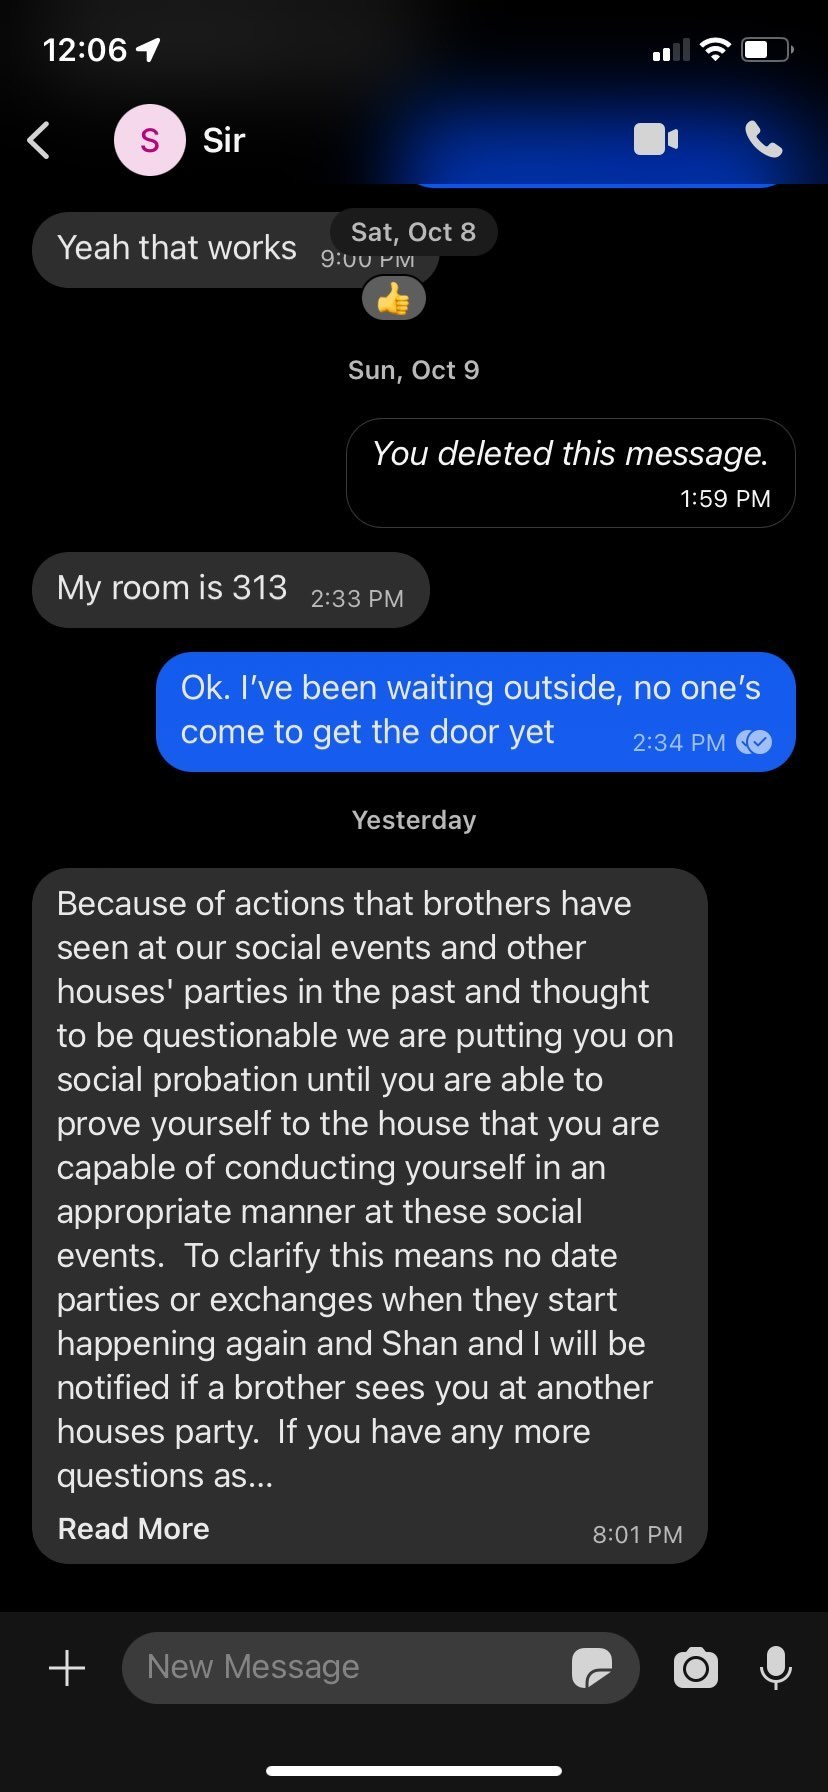 12:06
S Sir
Yeah that works 9:00 PM
Sat, Oct 8
Sun, Oct 9
You deleted this message.
1:59 PM
My room is 313 2:33 PM
Ok. I've been waiting outside, no one's
come to get the door yet 2:34 PM
Yesterday
Because of actions that brothers have
seen at our social events and other
houses' parties in the past and thought
to be questionable we are putting you on
social probation until you are able to
prove yourself to the house that you are
capable of conducting yourself in an
appropriate manner at these social
events.  To clarify this means no date
parties or exchanges when they start
happening again and Shan and I will be
notified if a brother sees you at another
houses party.  If you have any more
questions as...
Read More 8:01 PM
New Message